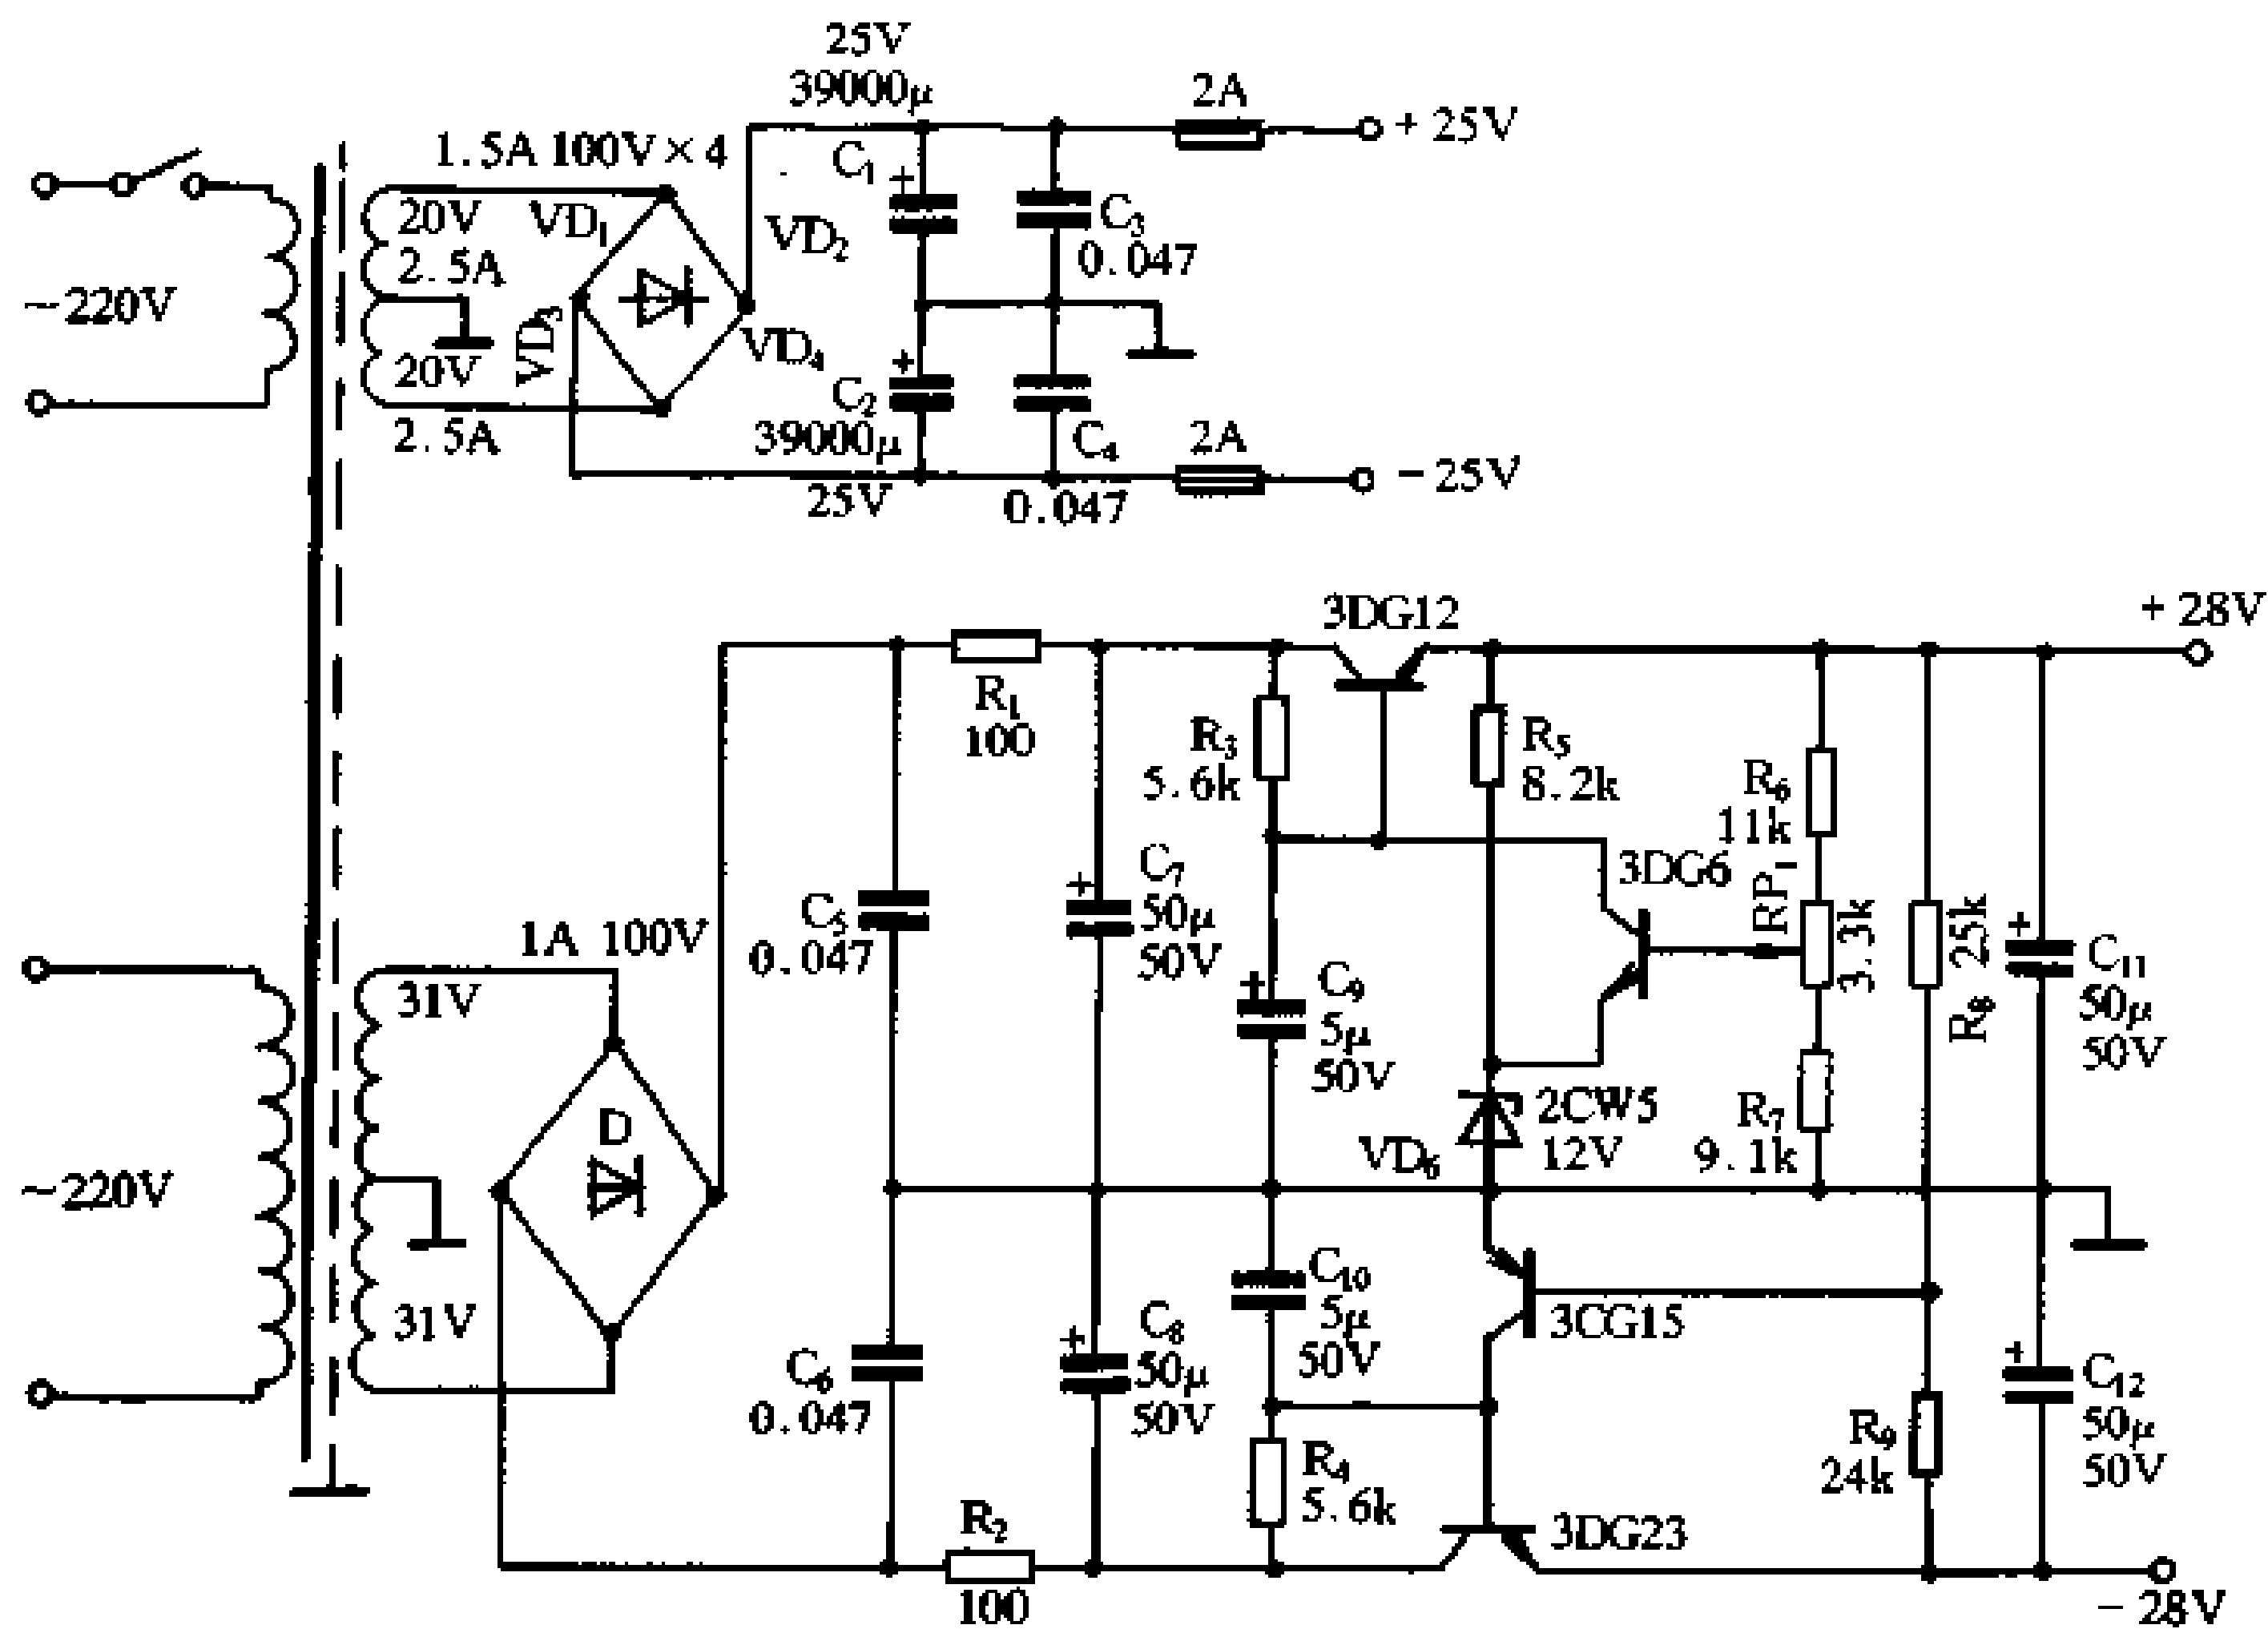 25V
39000μ
2A
+ 25V
1.5A 100V×4
C₁
+
20V
VD₁
VD₂
C₃
2.5A
0.047
~220V
VD₃
VD₄
20V
+
C₂
2.5A
39000μ
C₄
2A
25V
0.047
- 25V
3DG12
+ 28V
R₁
100
R₃
5.6k
R₅
8.2k
R₆
11k
3DG6
RP₁
3.3k
25k
R₈
1A 100V
C₅
0.047
+
C₇
50μ
50V
+
C₉
5μ
50V
+
C₁₁
50μ
50V
31V
D
2CW5
12V
VD₆
R₇
9.1k
~220V
31V
C₆
0.047
+
C₈
50μ
50V
C₁₀
5μ
50V
3CG15
+
C₁₂
50μ
50V
R₄
5.6k
R₉
24k
R₂
100
3DG23
- 28V